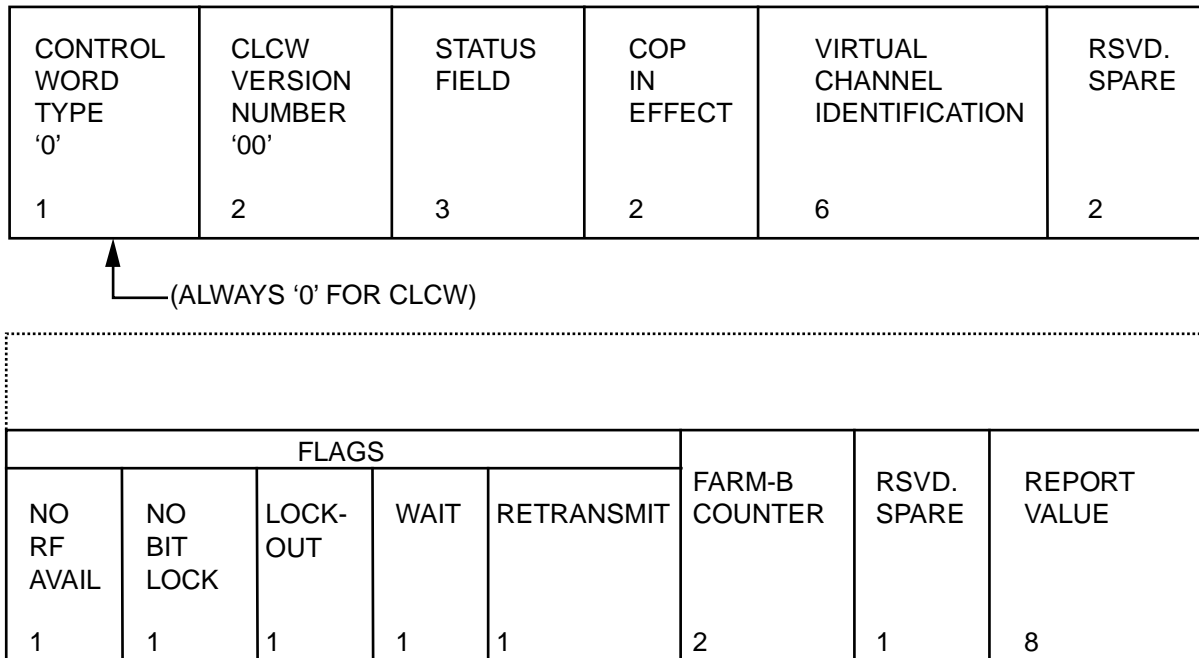 CONTROL
WORD
TYPE
‘0’
1
CLCW
VERSION
NUMBER
‘00’
2
STATUS
FIELD
3
COP
IN
EFFECT
2
VIRTUAL
CHANNEL
IDENTIFICATION
6
RSVD.
SPARE
2
(ALWAYS ‘0’ FOR CLCW)
FLAGS
NO
RF
AVAIL
1
NO
BIT
LOCK
1
LOCK-
OUT
1
WAIT
1
RETRANSMIT
1
FARM-B
COUNTER
2
RSVD.
SPARE
1
REPORT
VALUE
8